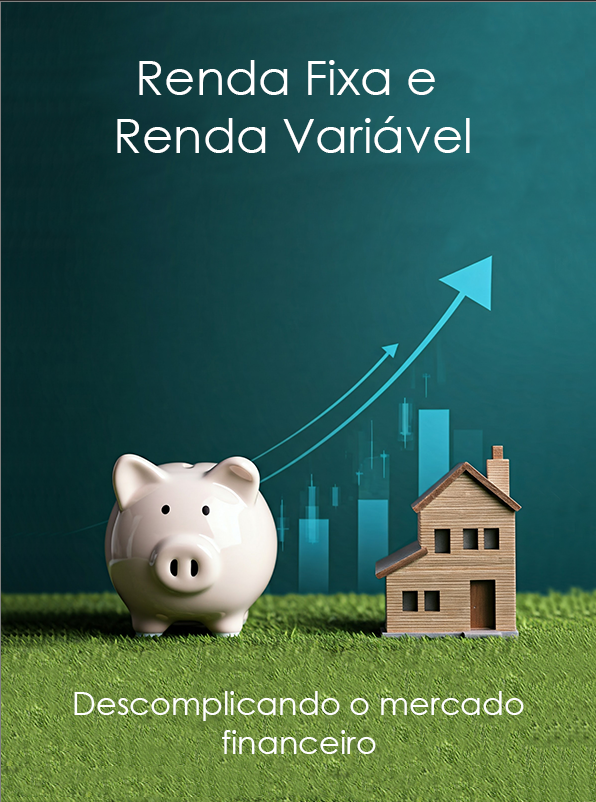 Renda Fixa e
Renda Variável
Descomplicando o mercado
financeiro